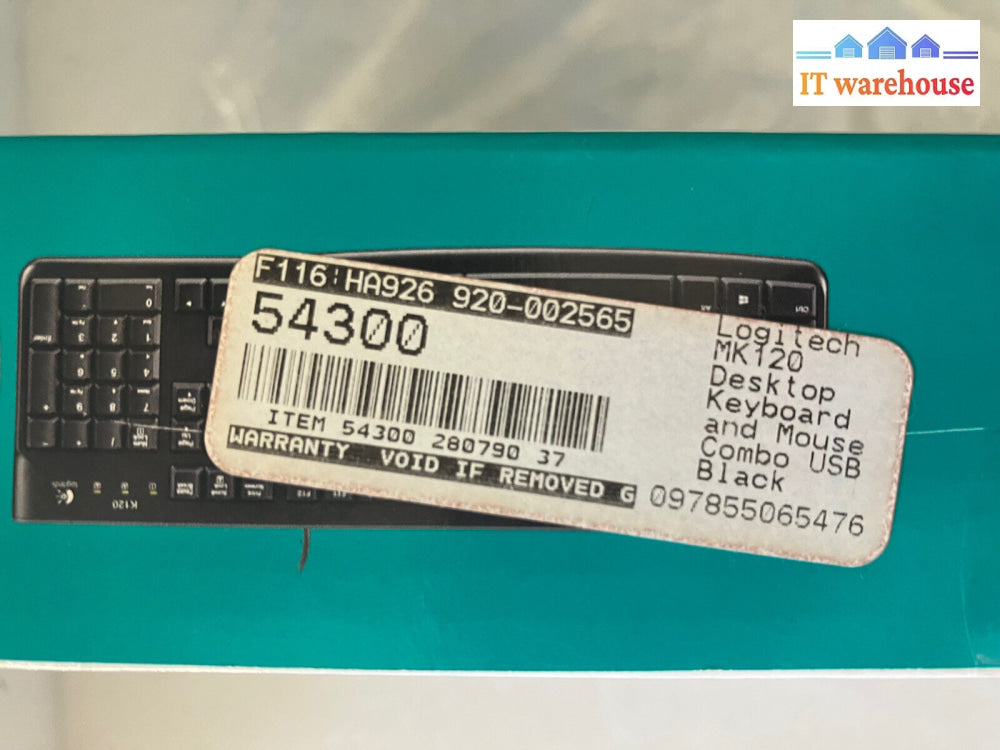 IT warehouse
F116:HA926 920-002565
54300
ITEM 54300 280790 37
WARRANTY VOID IF REMOVED G
Logitech
MK120
Desktop
Keyboard
and Mouse
Combo USB
Black
097855065476
K120